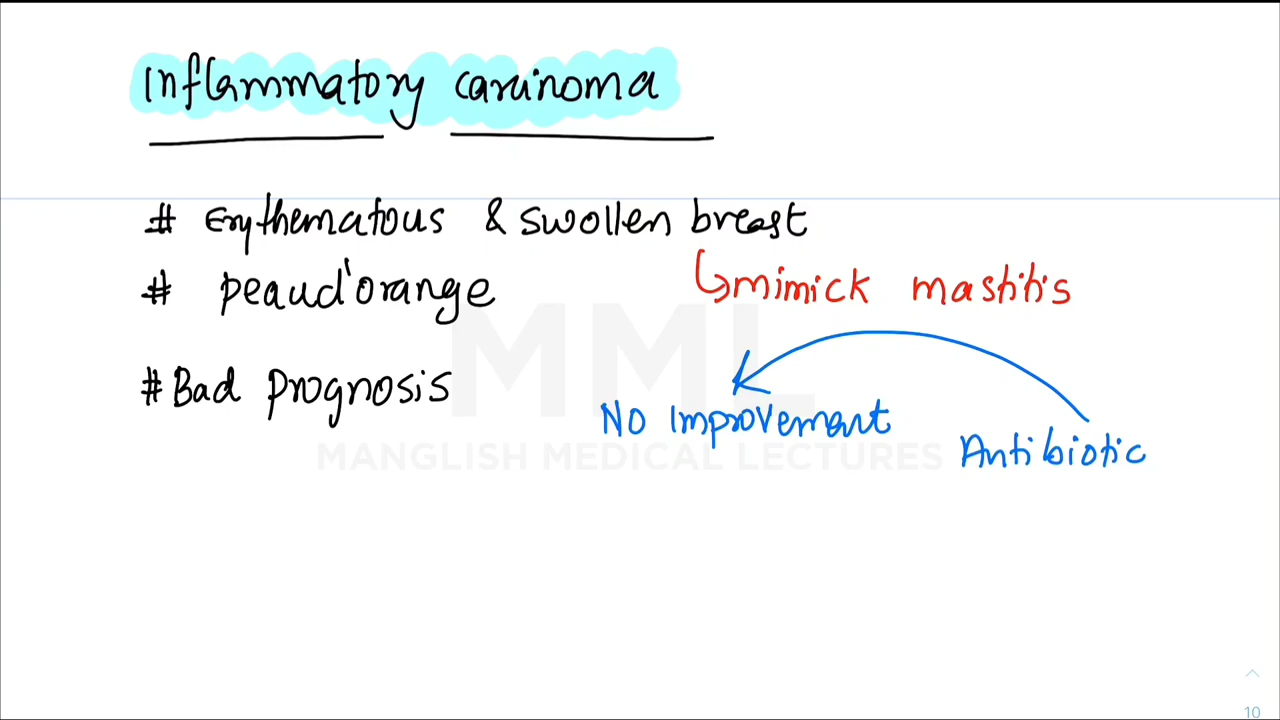 Inflammatory carcinoma
# Erythematous & swollen breast
# peaud'orange
↳mimick mastitis
# Bad prognosis
No Improvement
Antibiotic
MML
MANGLISH MEDICAL LECTURES
10